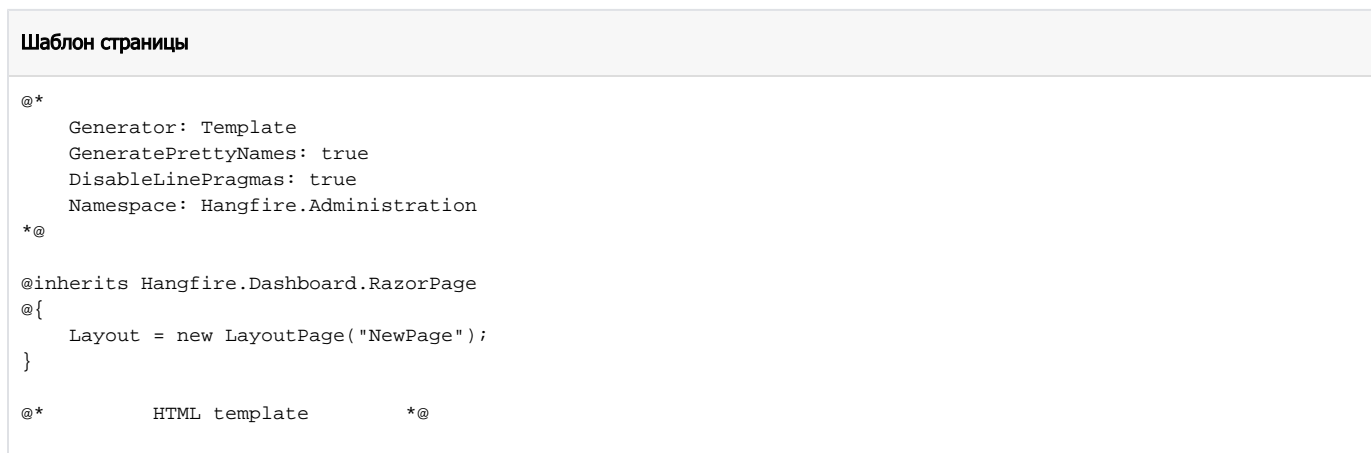 Шаблон страницы
@*
    Generator: Template
    GeneratePrettyNames: true
    DisableLinePragmas: true
    Namespace: Hangfire.Administration
*@
@inherits Hangfire.Dashboard.RazorPage
@{
    Layout = new LayoutPage("NewPage");
}
@*         HTML template        *@